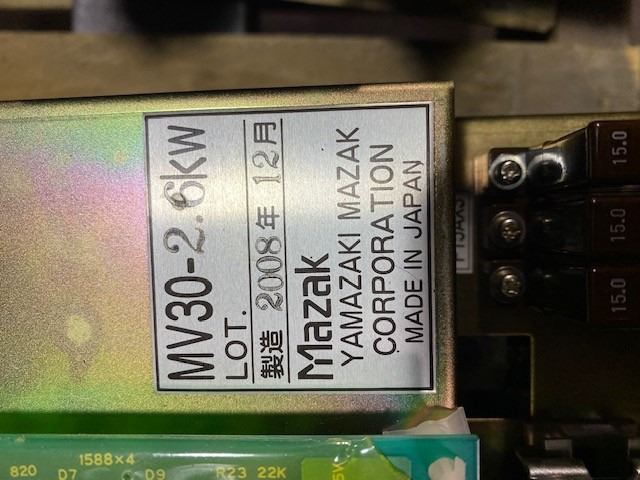 MV30-2.6kW
LOT.
製造 2008年 12月
Mazak
YAMAZAKI MAZAK
CORPORATION
MADE IN JAPAN
15.0
15.0
15.0
1588×4
820 D7 D9 R23 22K